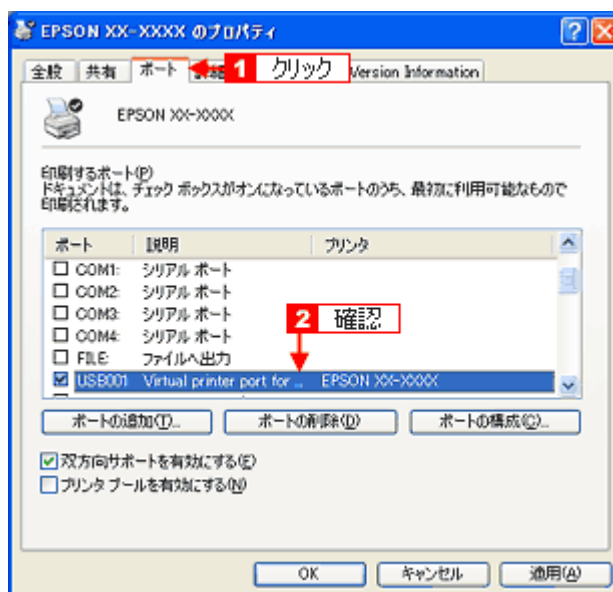 EPSON XX-XXXX のプロパティ
全般 共有 ポート 1 クリック Version Information
EPSON XX-XXXX
印刷するポート(P)
ドキュメントは、チェック ボックスがオンになっているポートのうち、最初に利用可能なもので
印刷されます。
ポート 説明 プリンタ
COM1: シリアル ポート
COM2: シリアル ポート
COM3: シリアル ポート
COM4: シリアル ポート
2 確認
FILE: ファイルへ出力
USB001 Virtual printer port for ... EPSON XX-XXXX
ポートの追加(T)... ポートの削除(D) ポートの構成(C)...
双方向サポートを有効にする(E)
プリンタ プールを有効にする(N)
OK キャンセル 適用(A)